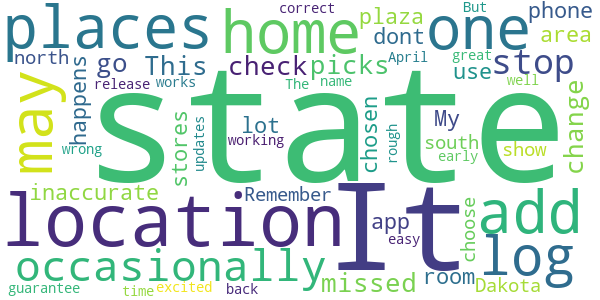 correct
But
phone
places
home
one
plaza
dont
April
area
north
go
This
check
picks
stop
The
great
release
works
name
use
well
may
happens
state
change
stores
updates
lot
My
chosen
rough
wrong
working
south
show
early
inaccurate
Remember
location
It
add
app
choose
log
easy
occasionally
missed
room
Dakota
guarantee
time
excited
back